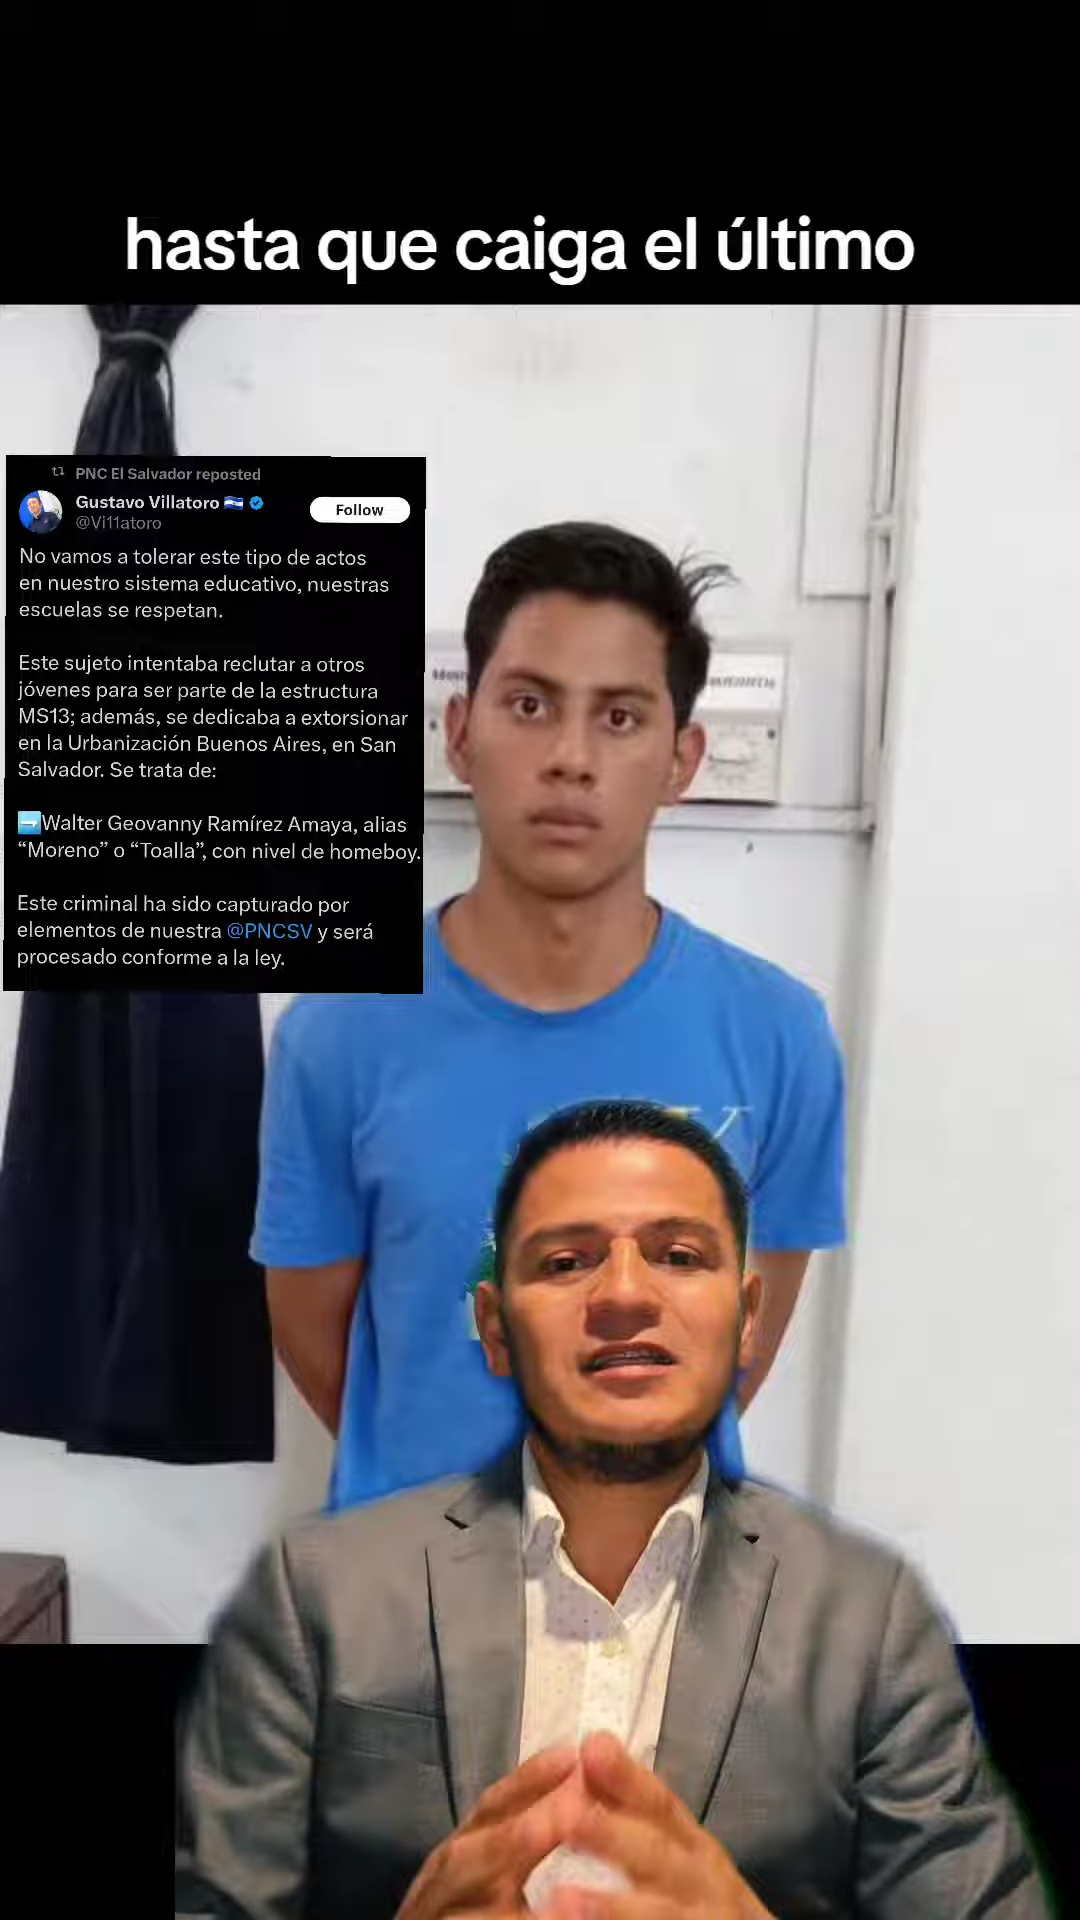 hasta que caiga el último
PNC El Salvador reposted
Gustavo Villatoro 🇸🇻
@Vi11atoro
Follow
No vamos a tolerar este tipo de actos
en nuestro sistema educativo, nuestras
escuelas se respetan.
Este sujeto intentaba reclutar a otros
jóvenes para ser parte de la estructura
MS13; además, se dedicaba a extorsionar
en la Urbanización Buenos Aires, en San
Salvador. Se trata de:
➡️Walter Geovanny Ramírez Amaya, alias
“Moreno” o “Toalla”, con nivel de homeboy.
Este criminal ha sido capturado por
elementos de nuestra @PNCSV y será
procesado conforme a la ley.